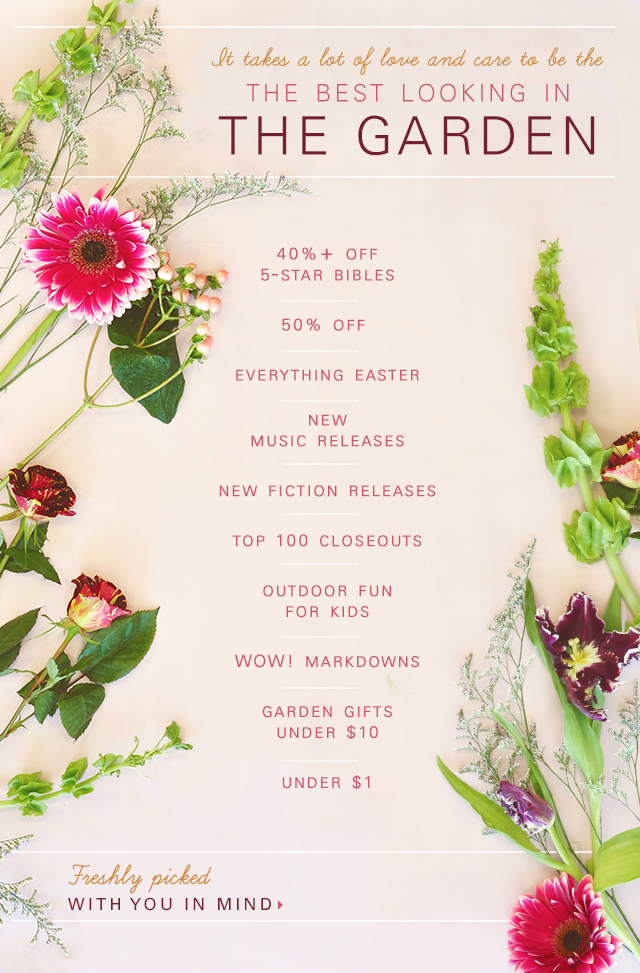 It takes a lot of love and care to be the
THE BEST LOOKING IN
THE GARDEN
40%+ OFF
5-STAR BIBLES
50% OFF
EVERYTHING EASTER
NEW
MUSIC RELEASES
NEW FICTION RELEASES
TOP 100 CLOSEOUTS
OUTDOOR FUN
FOR KIDS
WOW! MARKDOWNS
GARDEN GIFTS
UNDER $10
UNDER $1
Freshly picked
WITH YOU IN MIND